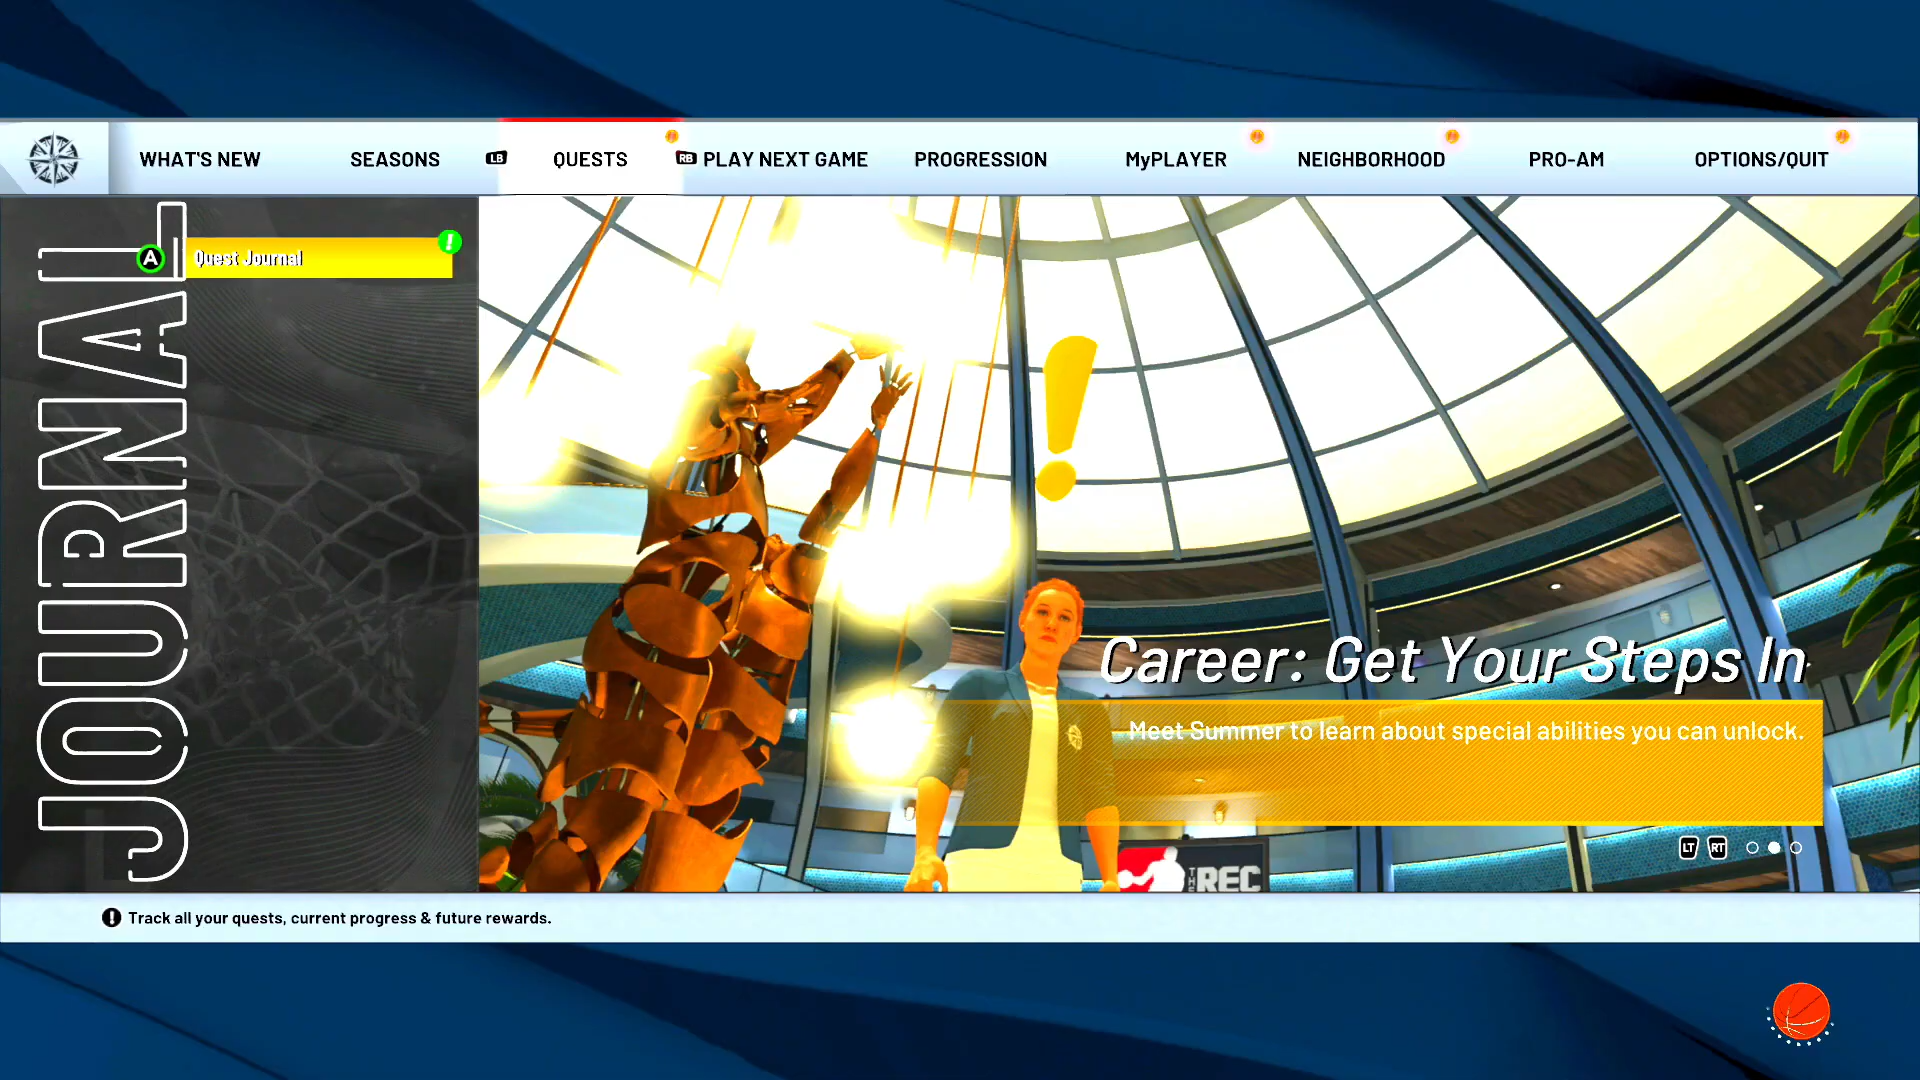 WHAT'S NEW
SEASONS
LB
QUESTS
RB
PLAY NEXT GAME
PROGRESSION
MyPLAYER
NEIGHBORHOOD
PRO-AM
OPTIONS/QUIT
JOURNAL
A
Quest Journal
!
Career: Get Your Steps In
Meet Summer to learn about special abilities you can unlock.
LT RT
THE REC
! Track all your quests, current progress & future rewards.